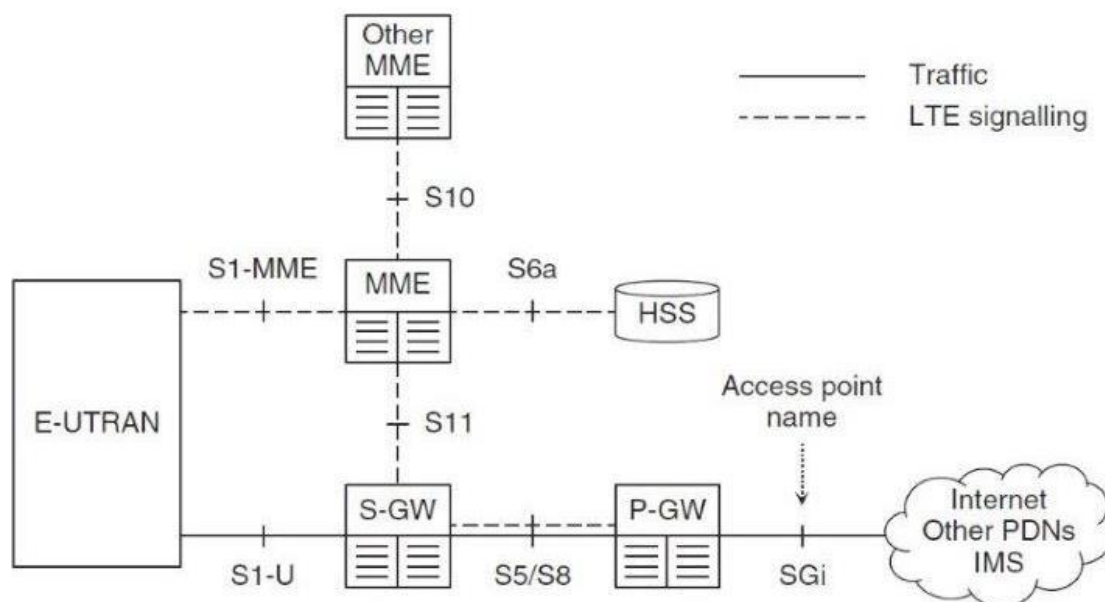 Other
MME
Traffic
LTE signalling
S10
S1-MME
MME
S6a
HSS
E-UTRAN
S11
Access point
name
S-GW
P-GW
Internet
Other PDNs
IMS
S1-U
S5/S8
SGi